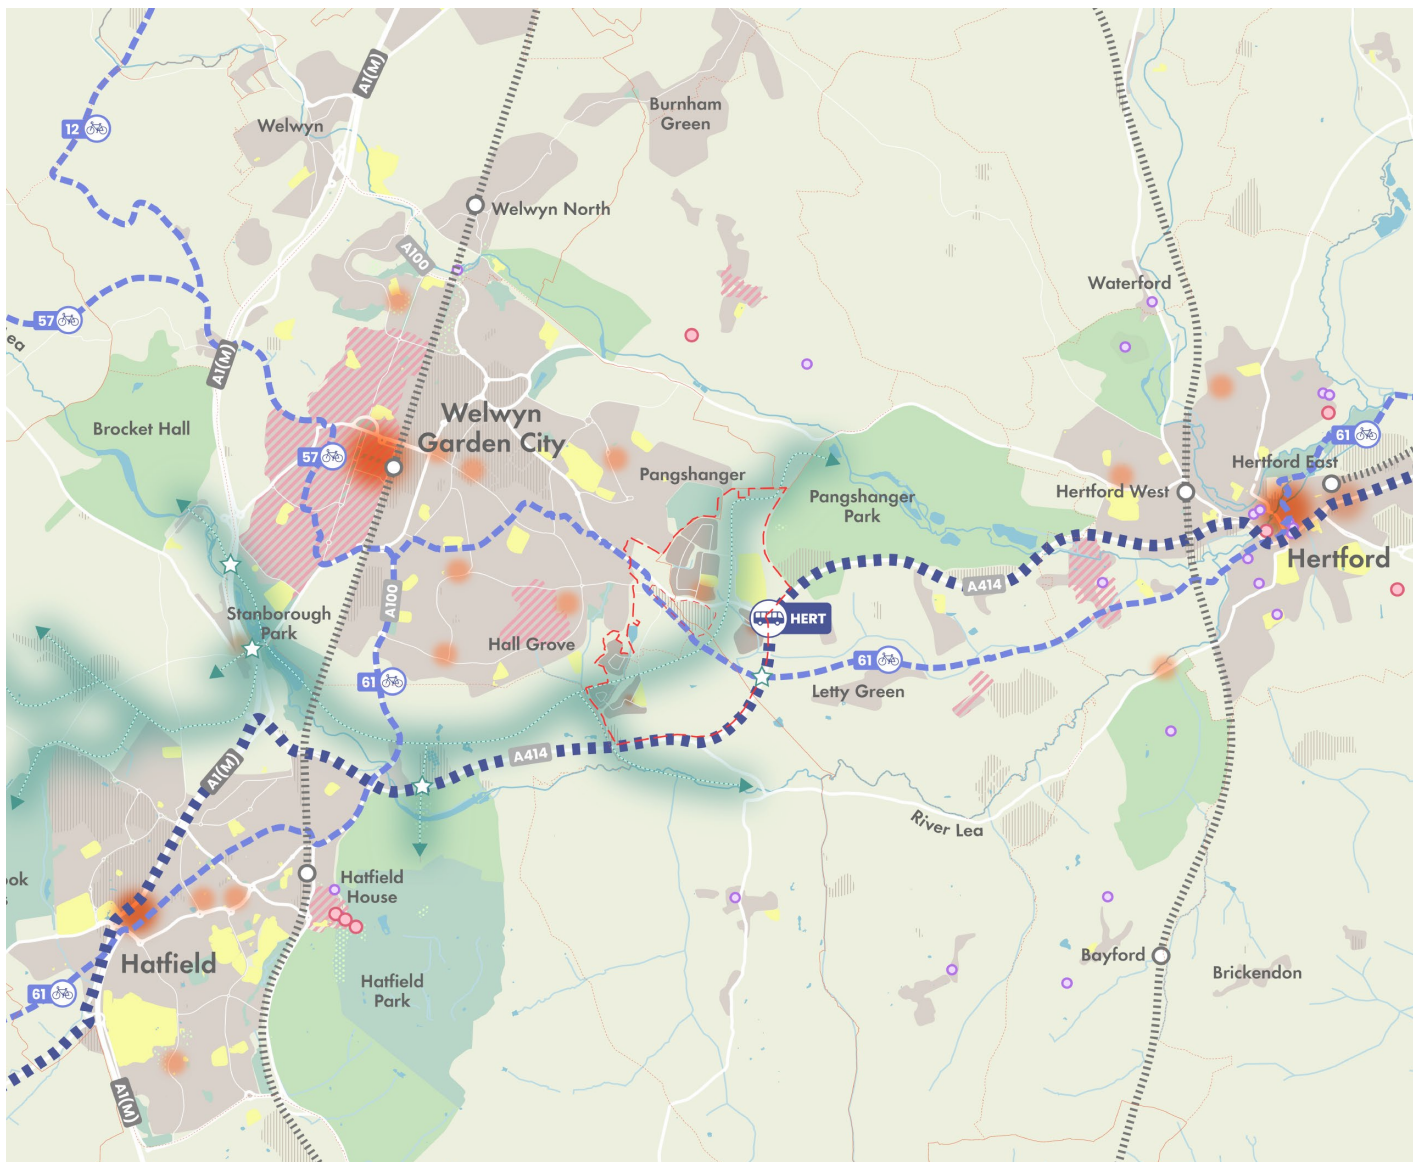 A1(M)
Burnham
Green
Welwyn
12
Welwyn North
A100
Waterford
57
ea
A1(M)
Welwyn
Garden City
Brocket Hall
61
57
Hertford East
Pangshanger
Hertford West
Pangshanger
Park
Hertford
A414
A100
Stanborough
Park
HERT
Hall Grove
61
61
Letty Green
A414
A1(M)
River Lea
Hatfield
House
ook
Hatfield
Bayford
Brickendon
Hatfield
Park
61
A1(M)